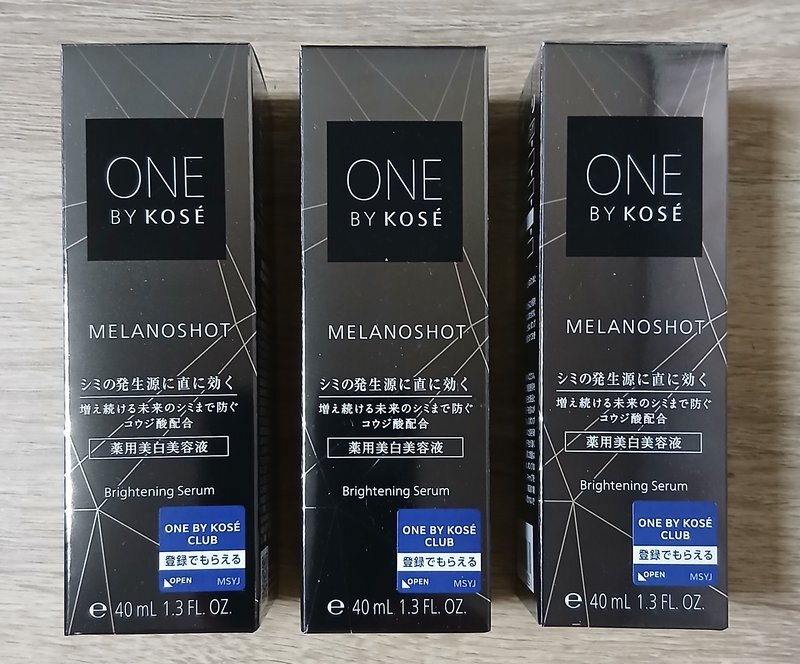 ONE
BY KOSÉ
MELANOSHOT
シミの発生源に直に効く
増え続ける未来のシミまで防ぐ
コウジ酸配合
薬用美白美容液
Brightening Serum
ONE BY KOSÉ
CLUB
登録でもらえる
OPEN MSYJ
e 40 mL 1.3 FL. OZ.
ONE
BY KOSÉ
MELANOSHOT
シミの発生源に直に効く
増え続ける未来のシミまで防ぐ
コウジ酸配合
薬用美白美容液
Brightening Serum
ONE BY KOSÉ
CLUB
登録でもらえる
OPEN MSYJ
e 40 mL 1.3 FL. OZ.
ONE
BY KOSÉ
MELANOSHOT
シミの発生源に直に効く
増え続ける未来のシミまで防ぐ
コウジ酸配合
薬用美白美容液
Brightening Serum
ONE BY KOSÉ
CLUB
登録でもらえる
OPEN MSYJ
e 40 mL 1.3 FL. OZ.